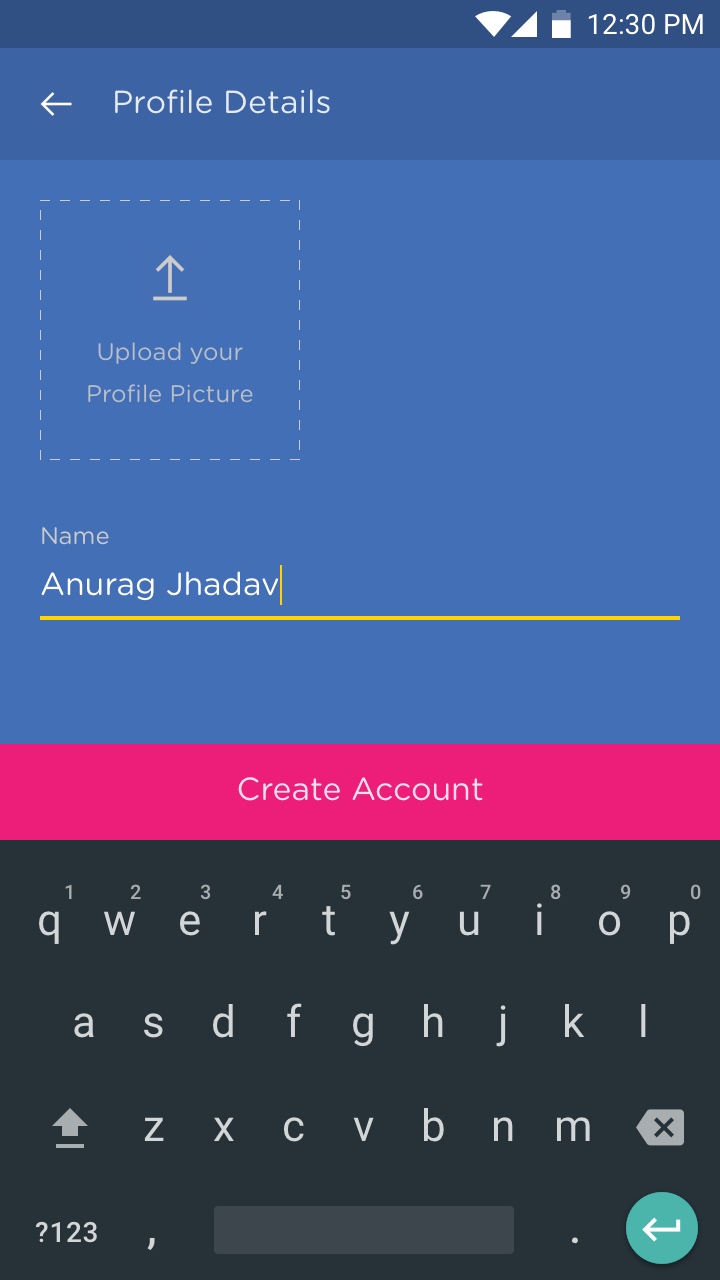 12:30 PM
Profile Details
Upload your
Profile Picture
Name
Anurag Jhadav
Create Account
1 2 3 4 5 6 7 8 9 0
q w e r t y u i o p
a s d f g h j k l
z x c v b n m
?123 , .